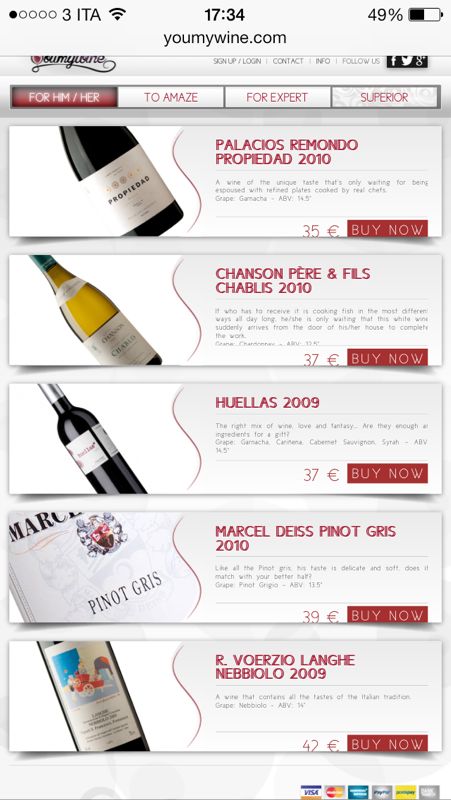 3 ITA 17:34 49%
youmywine.com
Youmywine
SIGN UP / LOGIN | CONTACT | INFO | FOLLOW US
FOR HIM / HER TO AMAZE FOR EXPERT SUPERIOR
PROPIEDAD
PALACIOS REMONDO
PROPIEDAD 2010
A wine of the unique taste that's only waiting for being
espoused with refined plates cooked by real chefs.
Grape: Garnacha - ABV: 14.5°
35 € BUY NOW
CHANSON
CHABLIS
CHANSON PÈRE & FILS
CHABLIS 2010
If who has to receive it is cooking fish in the most different
ways all day long, he/she is only waiting that this white wine
suddenly arrives from the door of his/her house to complete
the work.
Grape: Chardonnay - ABV: 12.5°
37 € BUY NOW
huellas
HUELLAS 2009
The right mix of wine, love and fantasy... Are they enough as
ingredients for a gift?
Grape: Garnacha, Cariñena, Cabernet Sauvignon, Syrah - ABV:
14.5°
37 € BUY NOW
MARCEL
PINOT GRIS
MARCEL DEISS PINOT GRIS
2010
Like all the Pinot gris, his taste is delicate and soft, does it
match with your better half?
Grape: Pinot Grigio - ABV: 13.5°
39 € BUY NOW
LANGHE
R. VOERZIO LANGHE
NEBBIOLO 2009
A wine that contains all the tastes of the Italian tradition.
Grape: Nebbiolo - ABV: 14°
42 € BUY NOW
VISA MasterCard PayPal postepay BANK